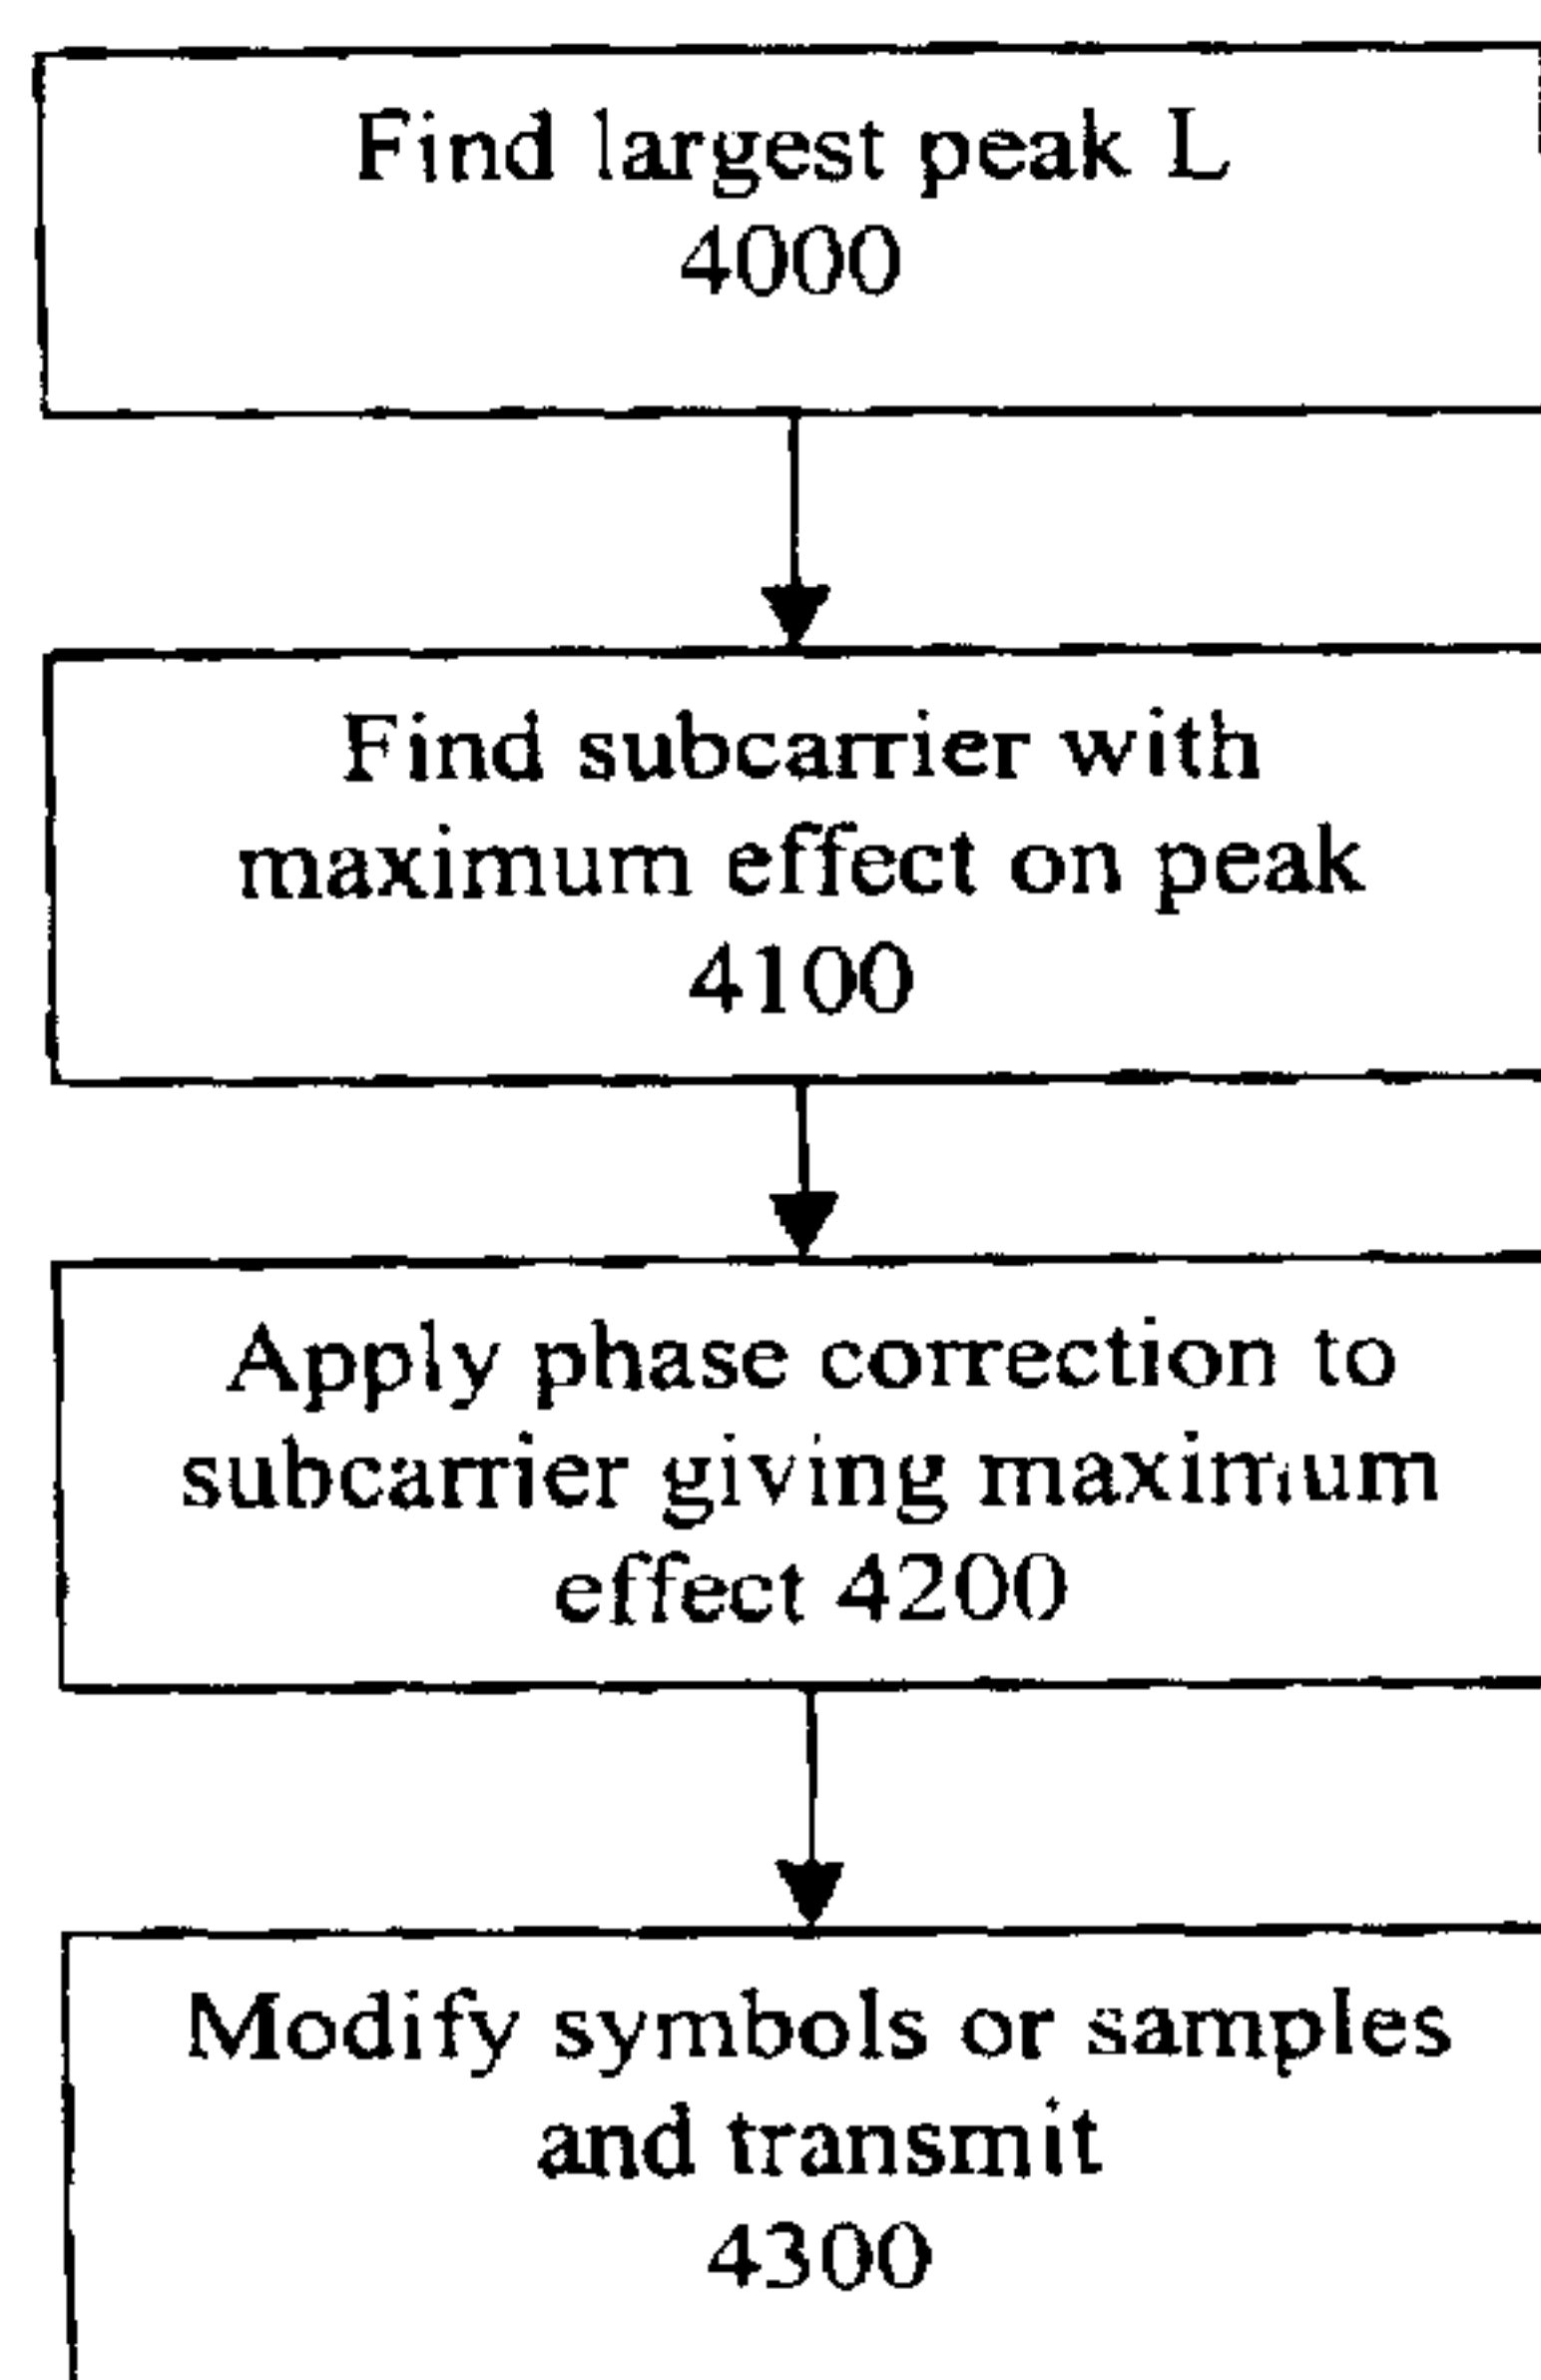 Find largest peak L
4000
Find subcarrier with
maximum effect on peak
4100
Apply phase correction to
subcarrier giving maximum
effect 4200
Modify symbols or samples
and transmit
4300